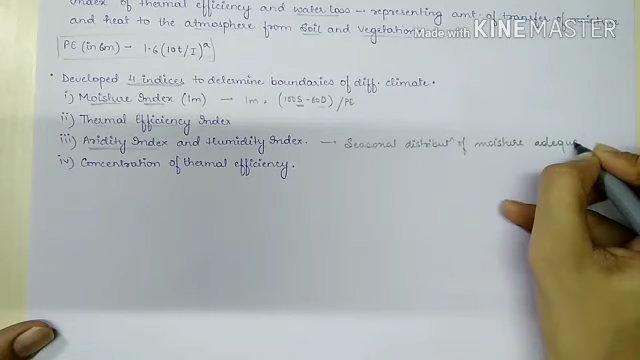 index of thermal efficiency and water loss - representing amt. of transfer of moisture
and heat to the atmosphere from soil and vegetation
Made with KINEMASTER
PE (in cm) - 1.6 (10t/I)ᵃ
• Developed 4 indices to determine boundaries of diff. climate.
i) Moisture Index (Im) — Im = (100S - 60D) / PE
ii) Thermal Efficiency Index
iii) Aridity Index and Humidity Index. → Seasonal distributⁿ of moisture adequ
iv) Concentration of thermal efficiency.